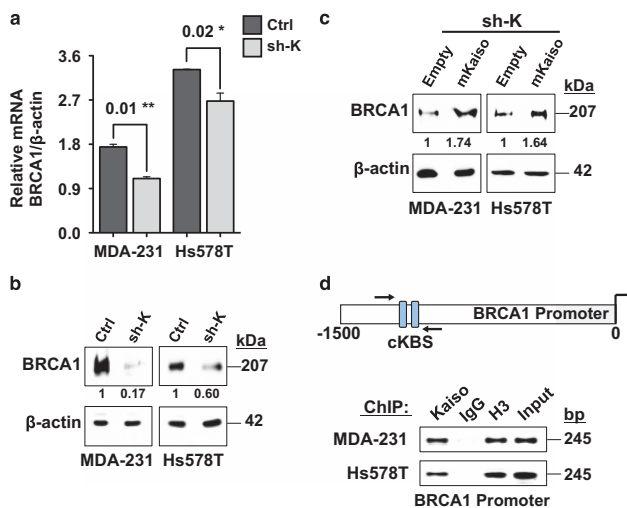 a
Relative mRNA
BRCA1/β-actin
3.6
2.7
1.8
0.9
0.0
0.01 **
0.02 *
Ctrl
sh-K
MDA-231 Hs578T
b
Ctrl sh-K Ctrl sh-K kDa
BRCA1 207
1 0.17 1 0.60
β-actin 42
MDA-231 Hs578T
c
sh-K
Empty mKaiso Empty mKaiso kDa
BRCA1 207
1 1.74 1 1.64
β-actin 42
MDA-231 Hs578T
d
BRCA1 Promoter
-1500 cKBS 0
ChIP: Kaiso IgG H3 Input bp
MDA-231 245
Hs578T 245
BRCA1 Promoter